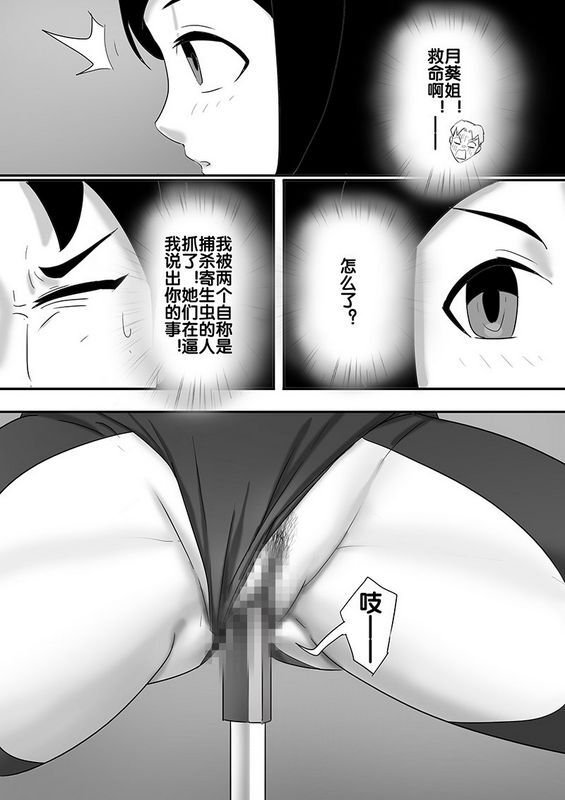 月葵姐！
救命啊！
——
怎么了？
我被两个自称是
捕杀寄生虫的人
抓了！她们在逼
我说出你的事！
吱——